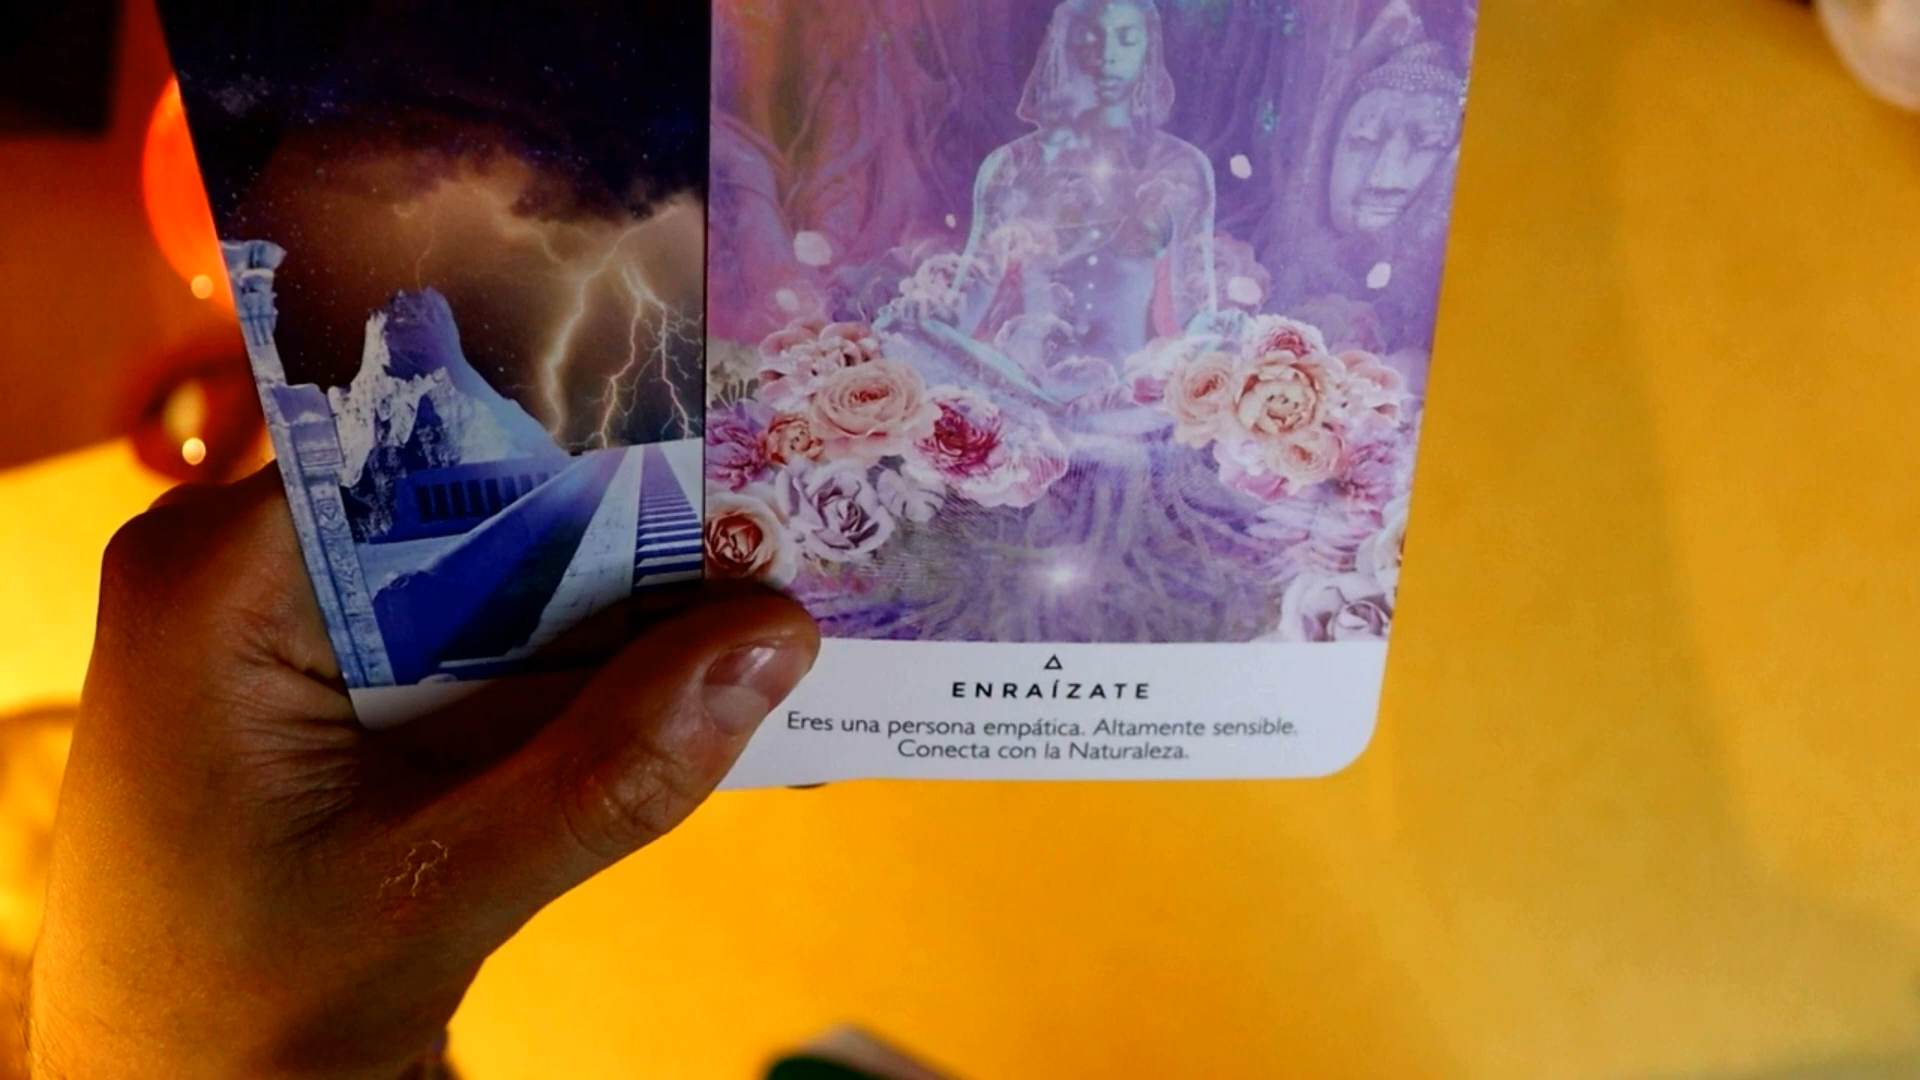 ENRAÍZATE
Eres una persona empática. Altamente sensible.
Conecta con la Naturaleza.